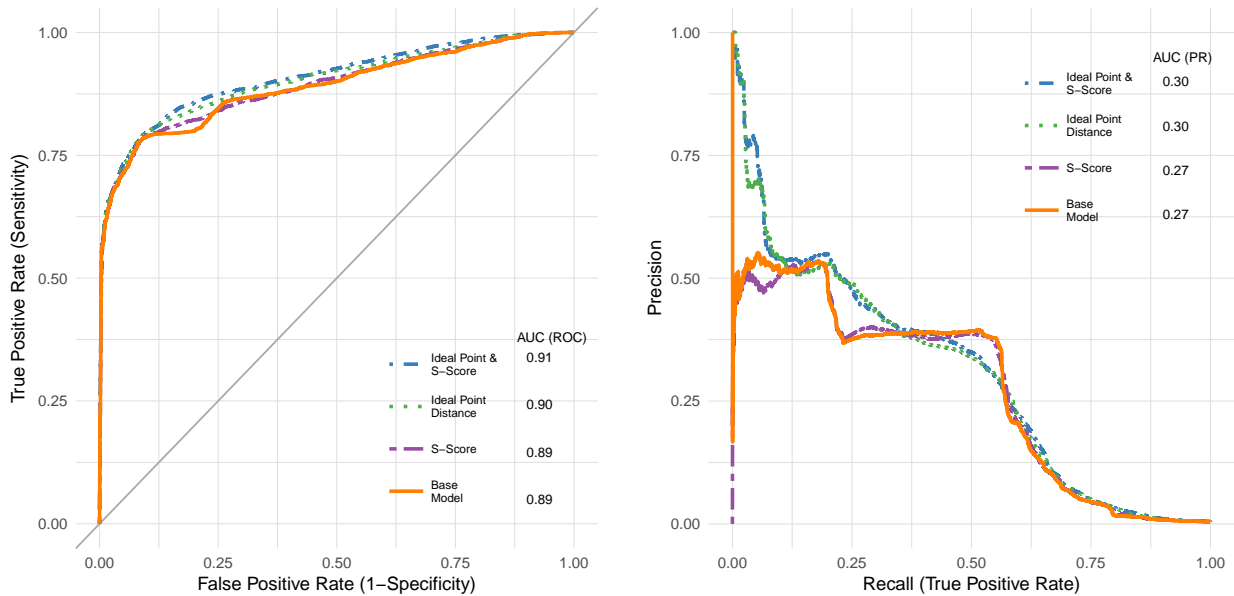 1.00
0.75
0.50
0.25
0.00
True Positive Rate (Sensitivity)
AUC (ROC)
Ideal Point &
S−Score
0.91
Ideal Point
Distance
0.90
S−Score
0.89
Base
Model
0.89
0.00
0.25
0.50
0.75
1.00
False Positive Rate (1−Specificity)
1.00
0.75
0.50
0.25
0.00
Precision
AUC (PR)
Ideal Point &
S−Score
0.30
Ideal Point
Distance
0.30
S−Score
0.27
Base
Model
0.27
0.00
0.25
0.50
0.75
1.00
Recall (True Positive Rate)